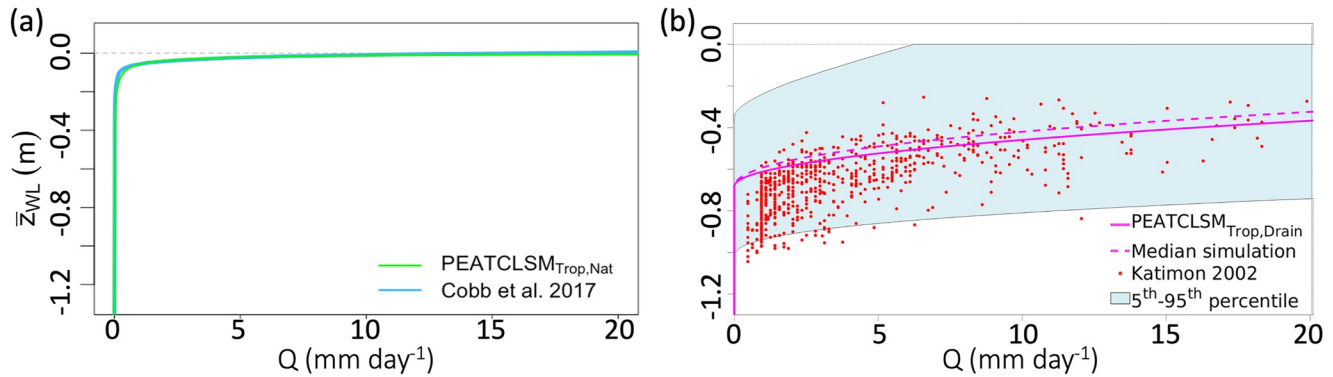 (a)
0.0
-0.4
-0.8
-1.2
z̅WL (m)
PEATCLSMTrop,Nat
Cobb et al. 2017
0
5
10
15
20
Q (mm day-1)
(b)
0.0
-0.4
-0.8
-1.2
PEATCLSMTrop,Drain
Median simulation
Katimon 2002
5th-95th percentile
0
5
10
15
20
Q (mm day-1)